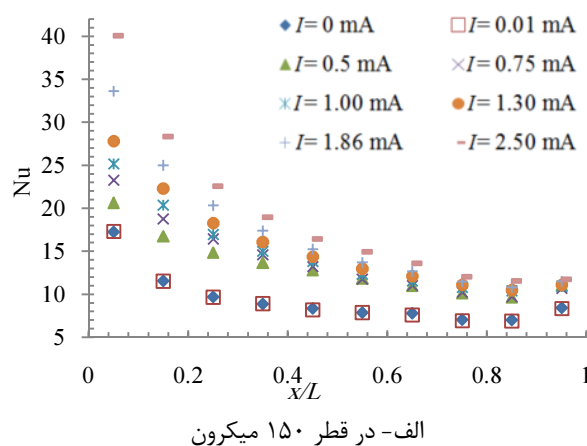 40
35
30
25
20
15
10
5
Nu
I= 0 mA
I= 0.01 mA
I= 0.5 mA
I= 0.75 mA
I= 1.00 mA
I= 1.30 mA
I= 1.86 mA
I= 2.50 mA
0 0.2 0.4 0.6 0.8 1
x/L
الف- در قطر ۱۵۰ میکرون